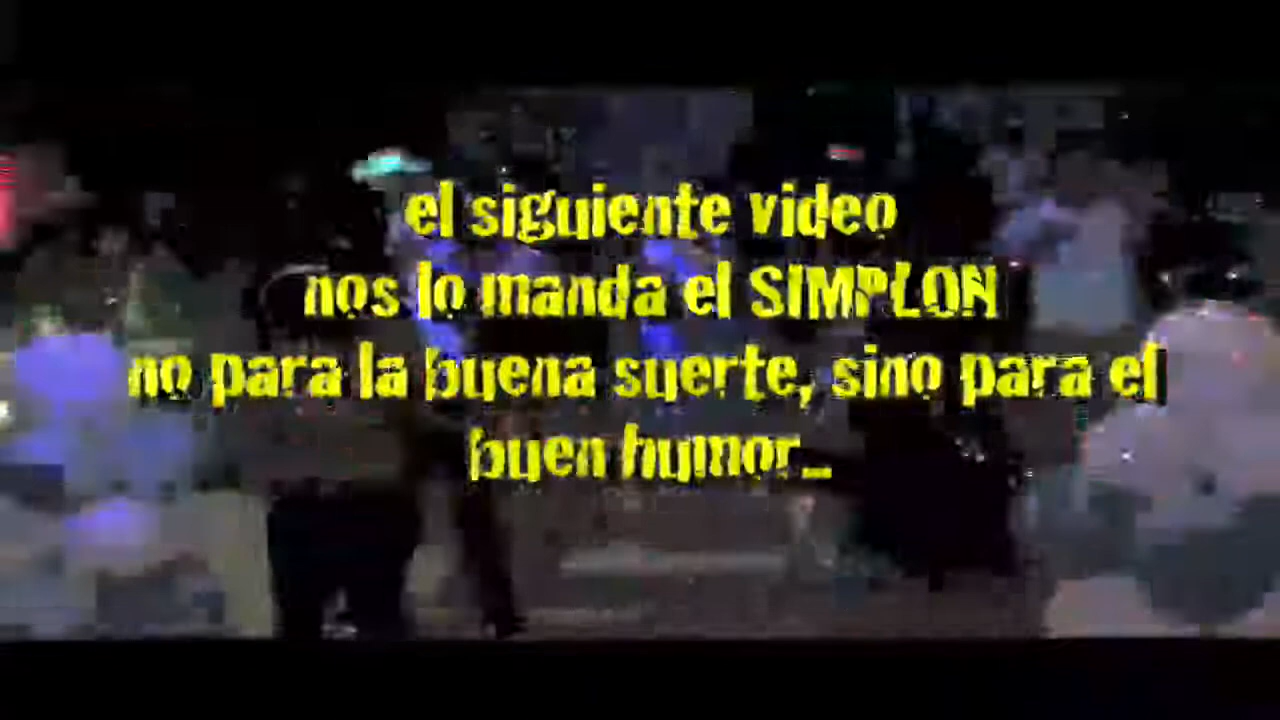 el siguiente video
nos lo manda el SIMPLON
no para la buena suerte, sino para el
buen humor...